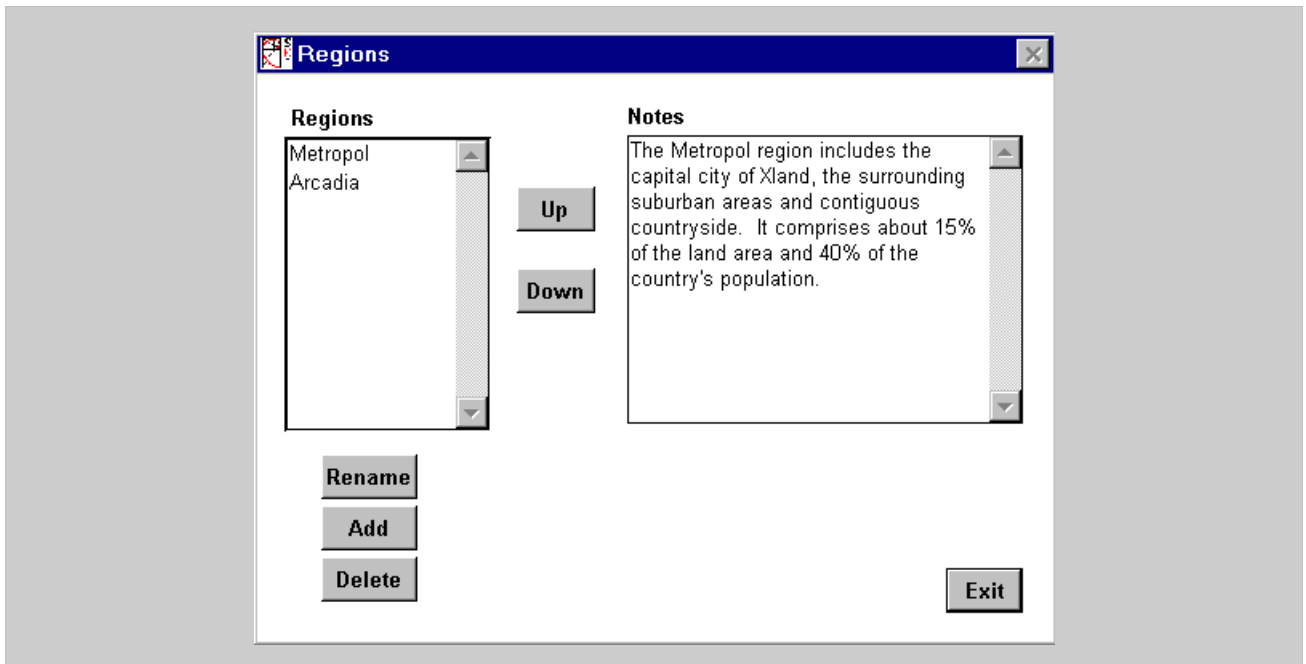 Regions
Regions
Metropol
Arcadia
Up
Down
Notes
The Metropol region includes the
capital city of Xland, the surrounding
suburban areas and contiguous
countryside.  It comprises about 15%
of the land area and 40% of the
country's population.
Rename
Add
Delete
Exit